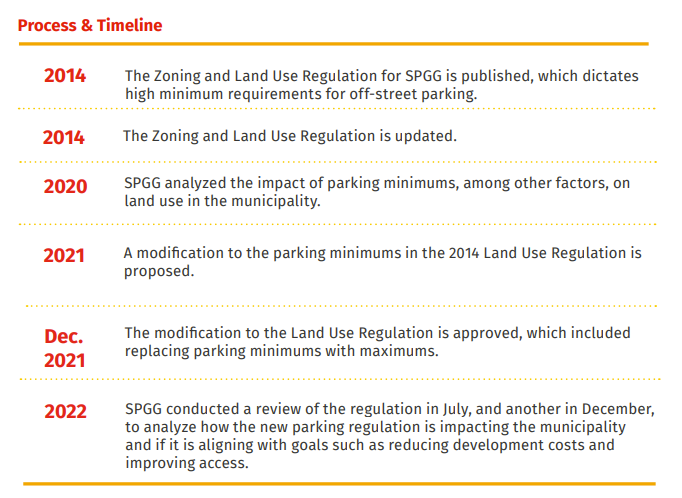 Process & Timeline
2014
The Zoning and Land Use Regulation for SPGG is published, which dictates
high minimum requirements for off-street parking.
2014
The Zoning and Land Use Regulation is updated.
2020
SPGG analyzed the impact of parking minimums, among other factors, on
land use in the municipality.
2021
A modification to the parking minimums in the 2014 Land Use Regulation is
proposed.
Dec.
2021
The modification to the Land Use Regulation is approved, which included
replacing parking minimums with maximums.
2022
SPGG conducted a review of the regulation in July, and another in December,
to analyze how the new parking regulation is impacting the municipality
and if it is aligning with goals such as reducing development costs and
improving access.